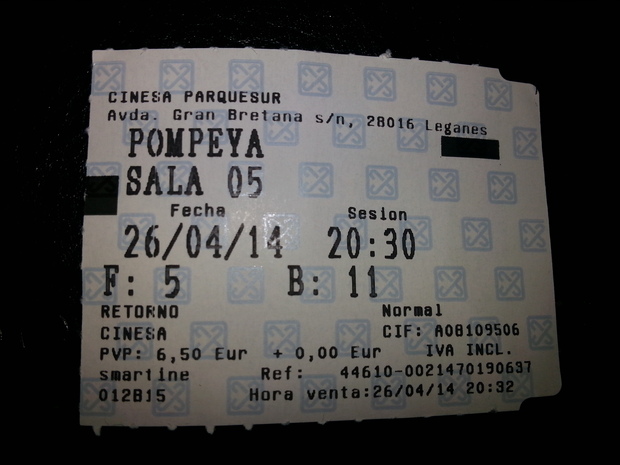 CINESA PARQUESUR
Avda. Gran Bretana s/n, 28016 Leganes
POMPEYA
SALA 05
Fecha Sesion
26/04/14 20:30
F: 5 B: 11
RETORNO Normal
CINESA CIF: A08109506
PVP: 6,50 Eur + 0,00 Eur IVA INCL.
smartine Ref: 44610-0021470190637
012B15 Hora venta:26/04/14 20:32